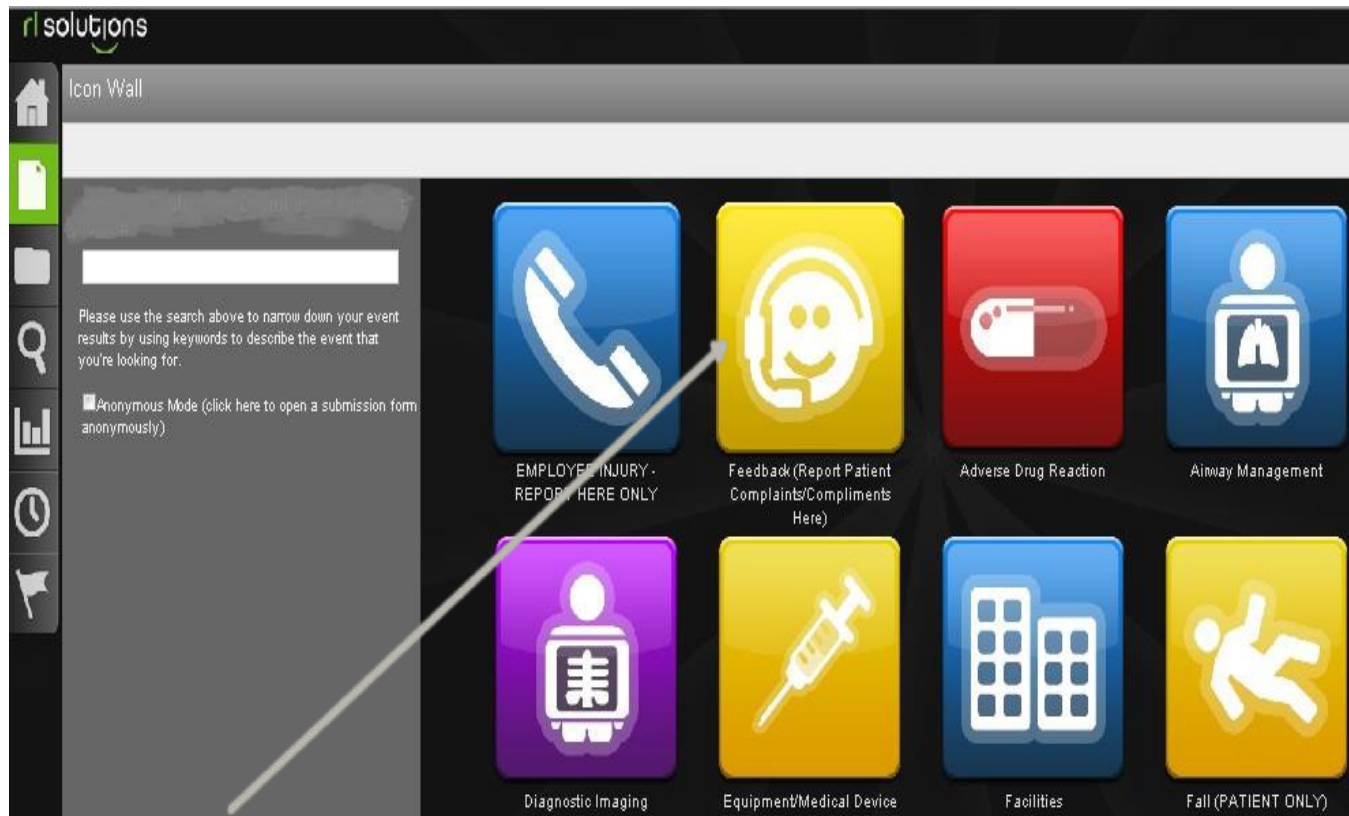 rl solutions
Icon Wall
Please use the search above to narrow down your event
results by using keywords to describe the event that
you're looking for.
Anonymous Mode (click here to open a submission form
anonymously)
EMPLOYEE INJURY -
REPORT HERE ONLY
Feedback (Report Patient
Complaints/Compliments
Here)
Adverse Drug Reaction
Airway Management
Diagnostic Imaging
Equipment/Medical Device
Facilities
Fall (PATIENT ONLY)